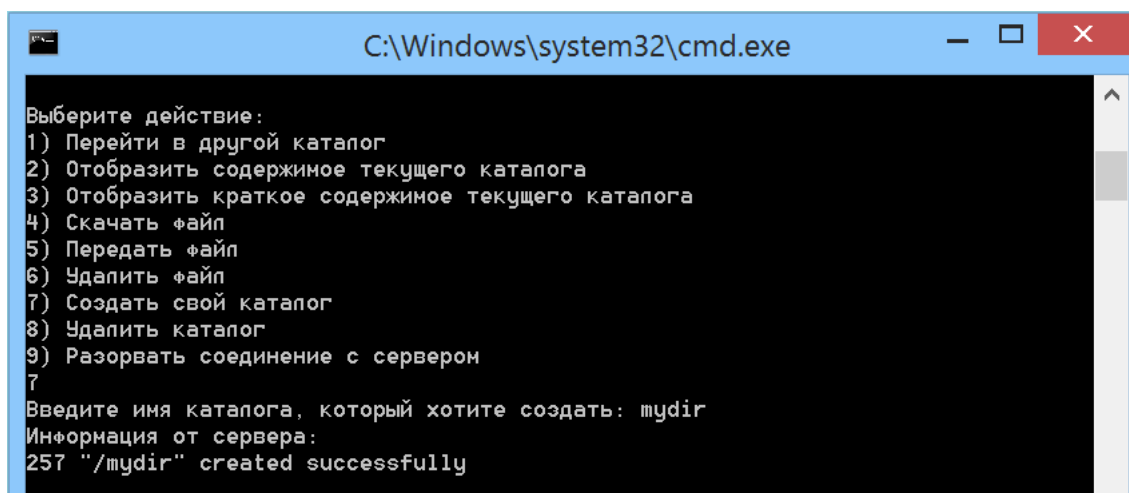 C:\Windows\system32\cmd.exe
Выберите действие:
1) Перейти в другой каталог
2) Отобразить содержимое текущего каталога
3) Отобразить краткое содержимое текущего каталога
4) Скачать файл
5) Передать файл
6) Удалить файл
7) Создать свой каталог
8) Удалить каталог
9) Разорвать соединение с сервером
7
Введите имя каталога, который хотите создать: mydir
Информация от сервера:
257 "/mydir" created successfully